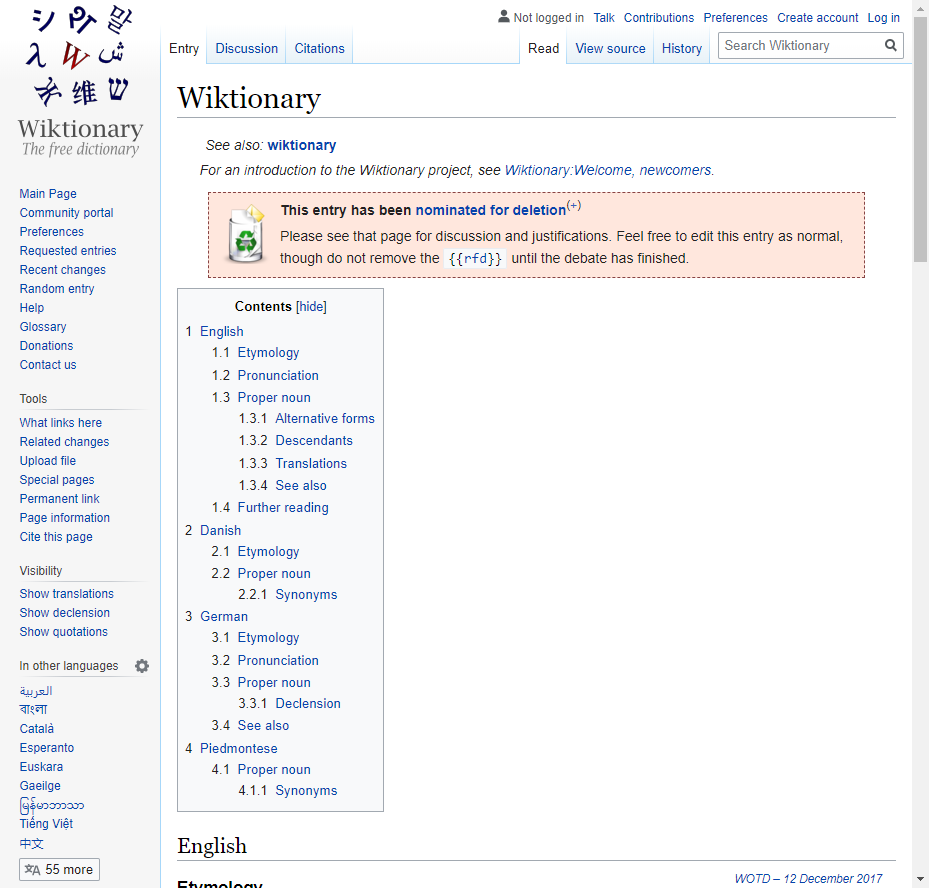 シ
삭
말
λ
W
ش
维
ש
Wiktionary
The free dictionary
Main Page
Community portal
Preferences
Requested entries
Recent changes
Random entry
Help
Glossary
Donations
Contact us
Tools
What links here
Related changes
Upload file
Special pages
Permanent link
Page information
Cite this page
Visibility
Show translations
Show declension
Show quotations
In other languages
العربية
বাংলা
Català
Esperanto
Euskara
Gaeilge
မြန်မာဘာသာ
Tiếng Việt
中文
55 more
Not logged in Talk Contributions Preferences Create account Log in
Entry Discussion Citations Read View source History Search Wiktionary
Wiktionary
See also: wiktionary
For an introduction to the Wiktionary project, see Wiktionary:Welcome, newcomers.
This entry has been nominated for deletion(+)
Please see that page for discussion and justifications. Feel free to edit this entry as normal,
though do not remove the {{rfd}} until the debate has finished.
Contents [hide]
1 English
1.1 Etymology
1.2 Pronunciation
1.3 Proper noun
1.3.1 Alternative forms
1.3.2 Descendants
1.3.3 Translations
1.3.4 See also
1.4 Further reading
2 Danish
2.1 Etymology
2.2 Proper noun
2.2.1 Synonyms
3 German
3.1 Etymology
3.2 Pronunciation
3.3 Proper noun
3.3.1 Declension
3.4 See also
4 Piedmontese
4.1 Proper noun
4.1.1 Synonyms
English
WOTD – 12 December 2017
Etymology